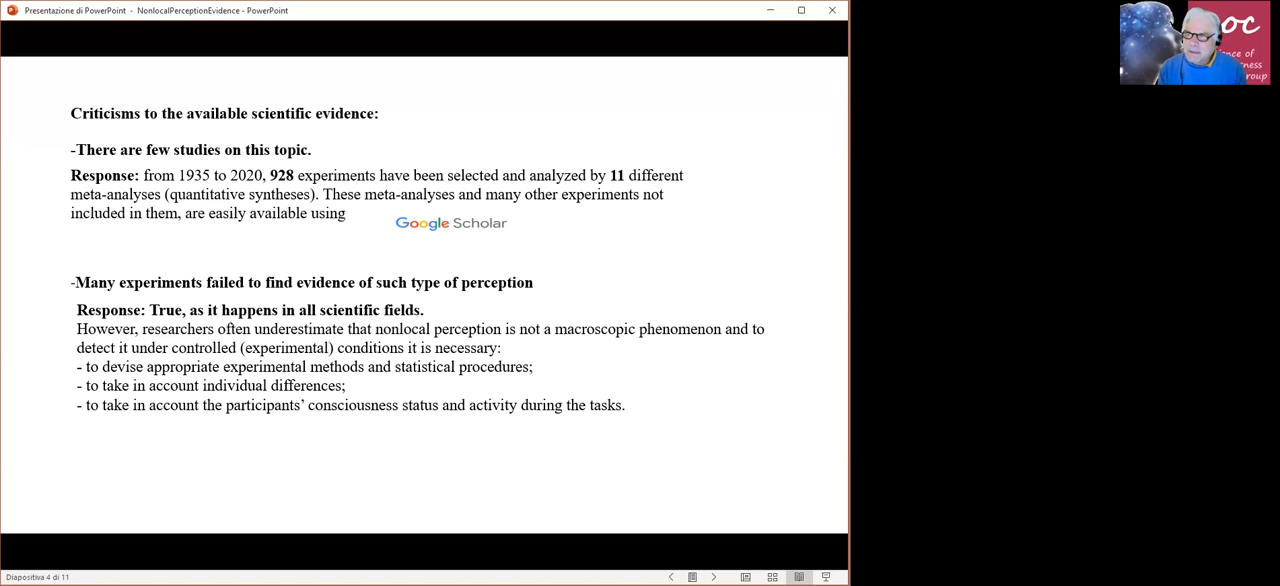 Presentazione di PowerPoint - NonlocalPerceptionEvidence - PowerPoint
Criticisms to the available scientific evidence:
-There are few studies on this topic.
Response: from 1935 to 2020, 928 experiments have been selected and analyzed by 11 different
meta-analyses (quantitative syntheses). These meta-analyses and many other experiments not
included in them, are easily available using
Google Scholar
-Many experiments failed to find evidence of such type of perception
Response: True, as it happens in all scientific fields.
However, researchers often underestimate that nonlocal perception is not a macroscopic phenomenon and to
detect it under controlled (experimental) conditions it is necessary:
- to devise appropriate experimental methods and statistical procedures;
- to take in account individual differences;
- to take in account the participants’ consciousness status and activity during the tasks.
Diapositiva 4 di 11
oc
ence of
ness
roup